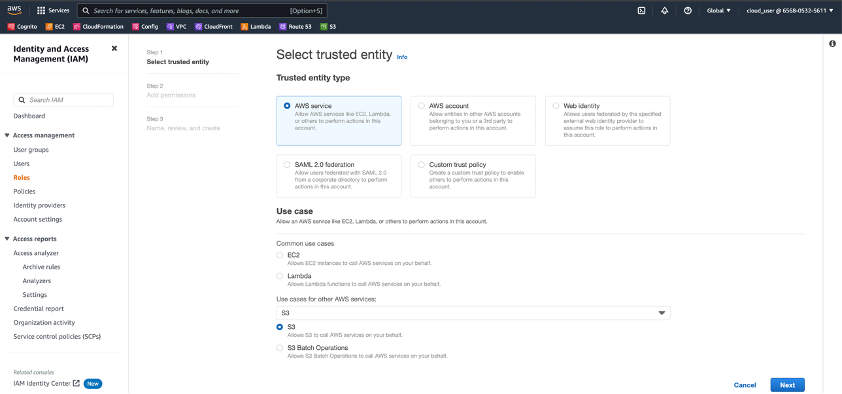 aws
Services
Search for services, features, blogs, docs, and more
[Option+S]
Global
cloud_user @ 6568-0532-5611
Cognito
EC2
CloudFormation
Config
VPC
CloudFront
Lambda
Route 53
S3
Identity and Access
Management (IAM)
Search IAM
Dashboard
Access management
User groups
Users
Roles
Policies
Identity providers
Account settings
Access reports
Access analyzer
Archive rules
Analyzers
Settings
Credential report
Organization activity
Service control policies (SCPs)
Related consoles
IAM Identity Center
New
Step 1
Select trusted entity
Step 2
Add permissions
Step 3
Name, review, and create
Select trusted entity Info
Trusted entity type
AWS service
Allow AWS services like EC2, Lambda,
or others to perform actions in this
account.
AWS account
Allow entities in other AWS accounts
belonging to you or a 3rd party to
perform actions in this account.
Web identity
Allows users federated by the specified
external web identity provider to
assume this role to perform actions in
this account.
SAML 2.0 federation
Allow users federated with SAML 2.0
from a corporate directory to perform
actions in this account.
Custom trust policy
Create a custom trust policy to enable
others to perform actions in this
account.
Use case
Allow an AWS service like EC2, Lambda, or others to perform actions in this account.
Common use cases
EC2
Allows EC2 instances to call AWS services on your behalf.
Lambda
Allows Lambda functions to call AWS services on your behalf.
Use cases for other AWS services:
S3
S3
Allows S3 to call AWS services on your behalf.
S3 Batch Operations
Allows S3 Batch Operations to call AWS services on your behalf.
Cancel
Next